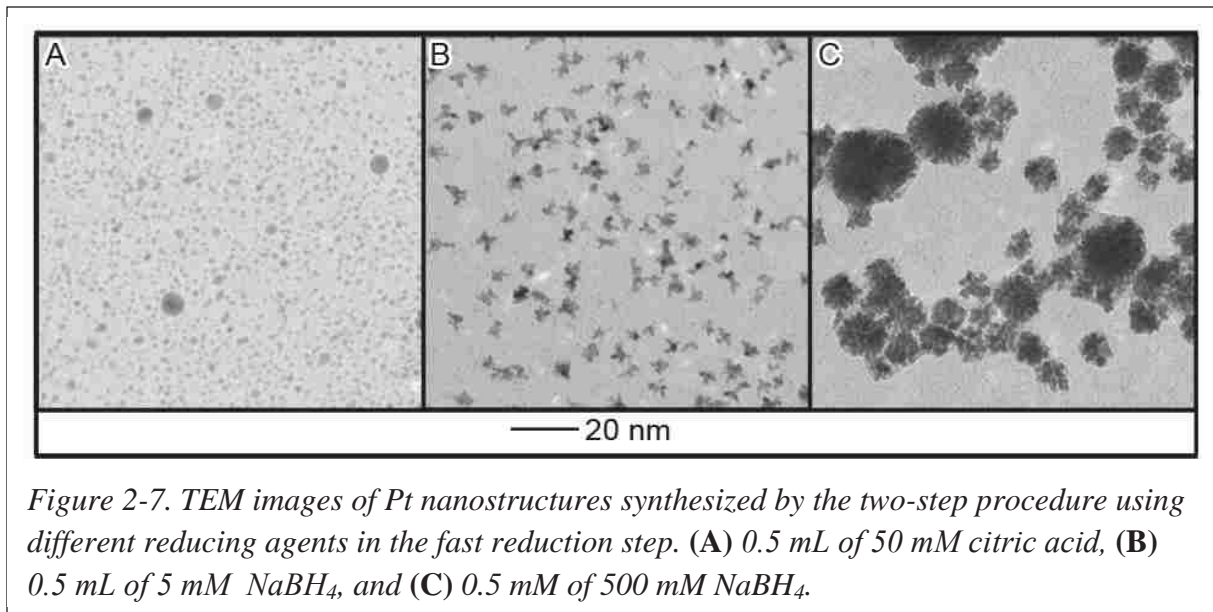 A B C
20 nm
Figure 2-7. TEM images of Pt nanostructures synthesized by the two-step procedure using
different reducing agents in the fast reduction step. (A) 0.5 mL of 50 mM citric acid, (B)
0.5 mL of 5 mM NaBH₄, and (C) 0.5 mM of 500 mM NaBH₄.